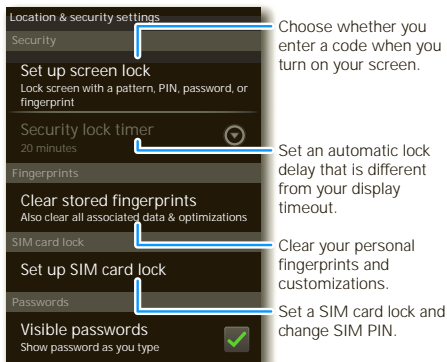 Location & security settings
Security
Set up screen lock
Lock screen with a pattern, PIN, password, or
fingerprint
Security lock timer
20 minutes
Fingerprints
Clear stored fingerprints
Also clear all associated data & optimizations
SIM card lock
Set up SIM card lock
Passwords
Visible passwords
Show password as you type
Choose whether you
enter a code when you
turn on your screen.
Set an automatic lock
delay that is different
from your display
timeout.
Clear your personal
fingerprints and
customizations.
Set a SIM card lock and
change SIM PIN.